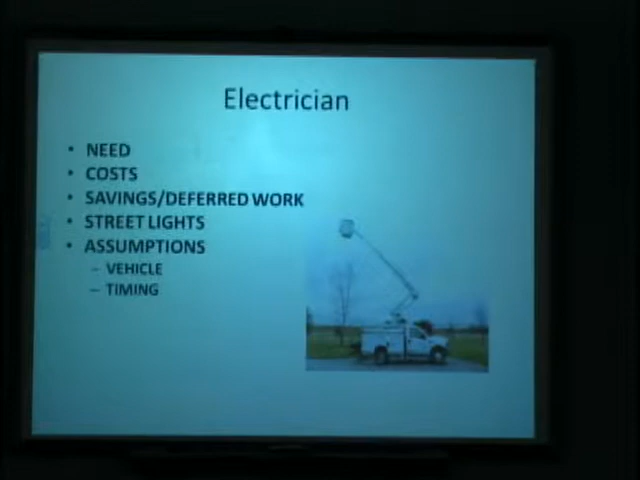 Electrician
• NEED
• COSTS
• SAVINGS/DEFERRED WORK
• STREET LIGHTS
• ASSUMPTIONS
– VEHICLE
– TIMING